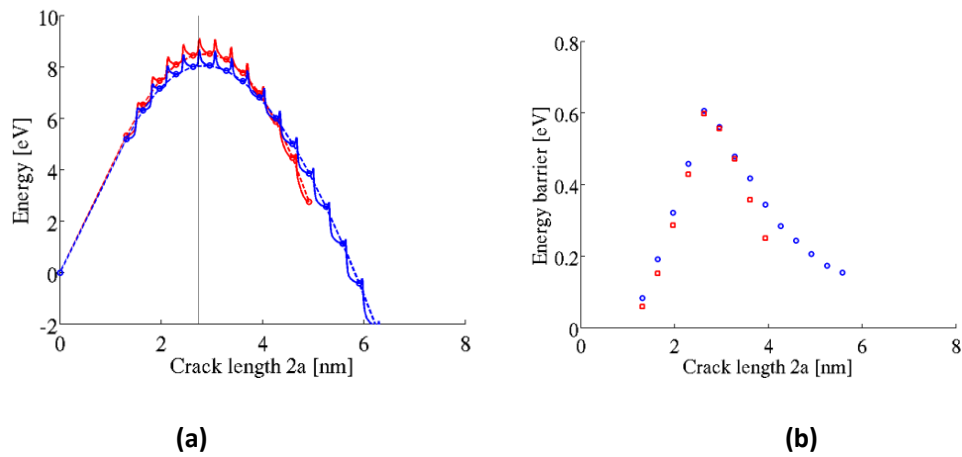 10
8
6
4
2
0
-2
Energy [eV]
0 2 4 6 8
Crack length 2a [nm]
(a)
0.8
0.6
0.4
0.2
0
Energy barrier [eV]
0 2 4 6 8
Crack length 2a [nm]
(b)